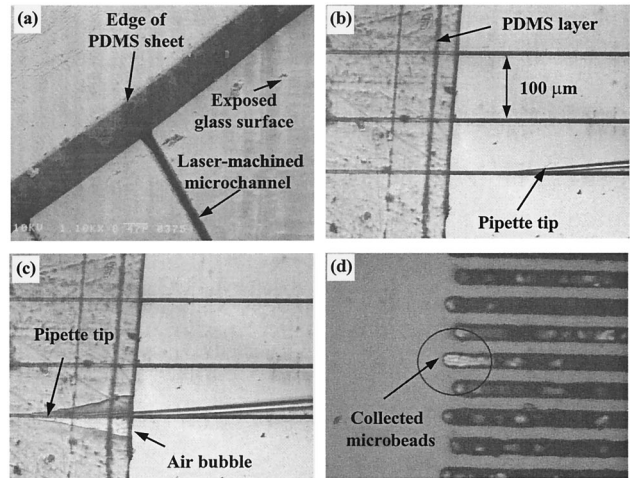 (a)
Edge of
PDMS sheet
Exposed
glass surface
Laser-machined
microchannel
(b)
PDMS layer
100 μm
Pipette tip
(c)
Pipette tip
Air bubble
(d)
Collected
microbeads